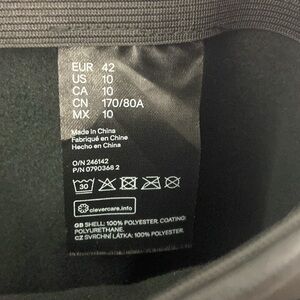 EUR 42
US 10
CA 10
CN 170/80A
MX 10
Made in China
Fabriqué en Chine
Hecho en China
O/N 246142
P/N 0790368 2
30
clevercare.info
GB SHELL: 100% POLYESTER. COATING:
POLYURETHANE.
CZ SVRCHNÍ LÁTKA: 100% POLYESTER.